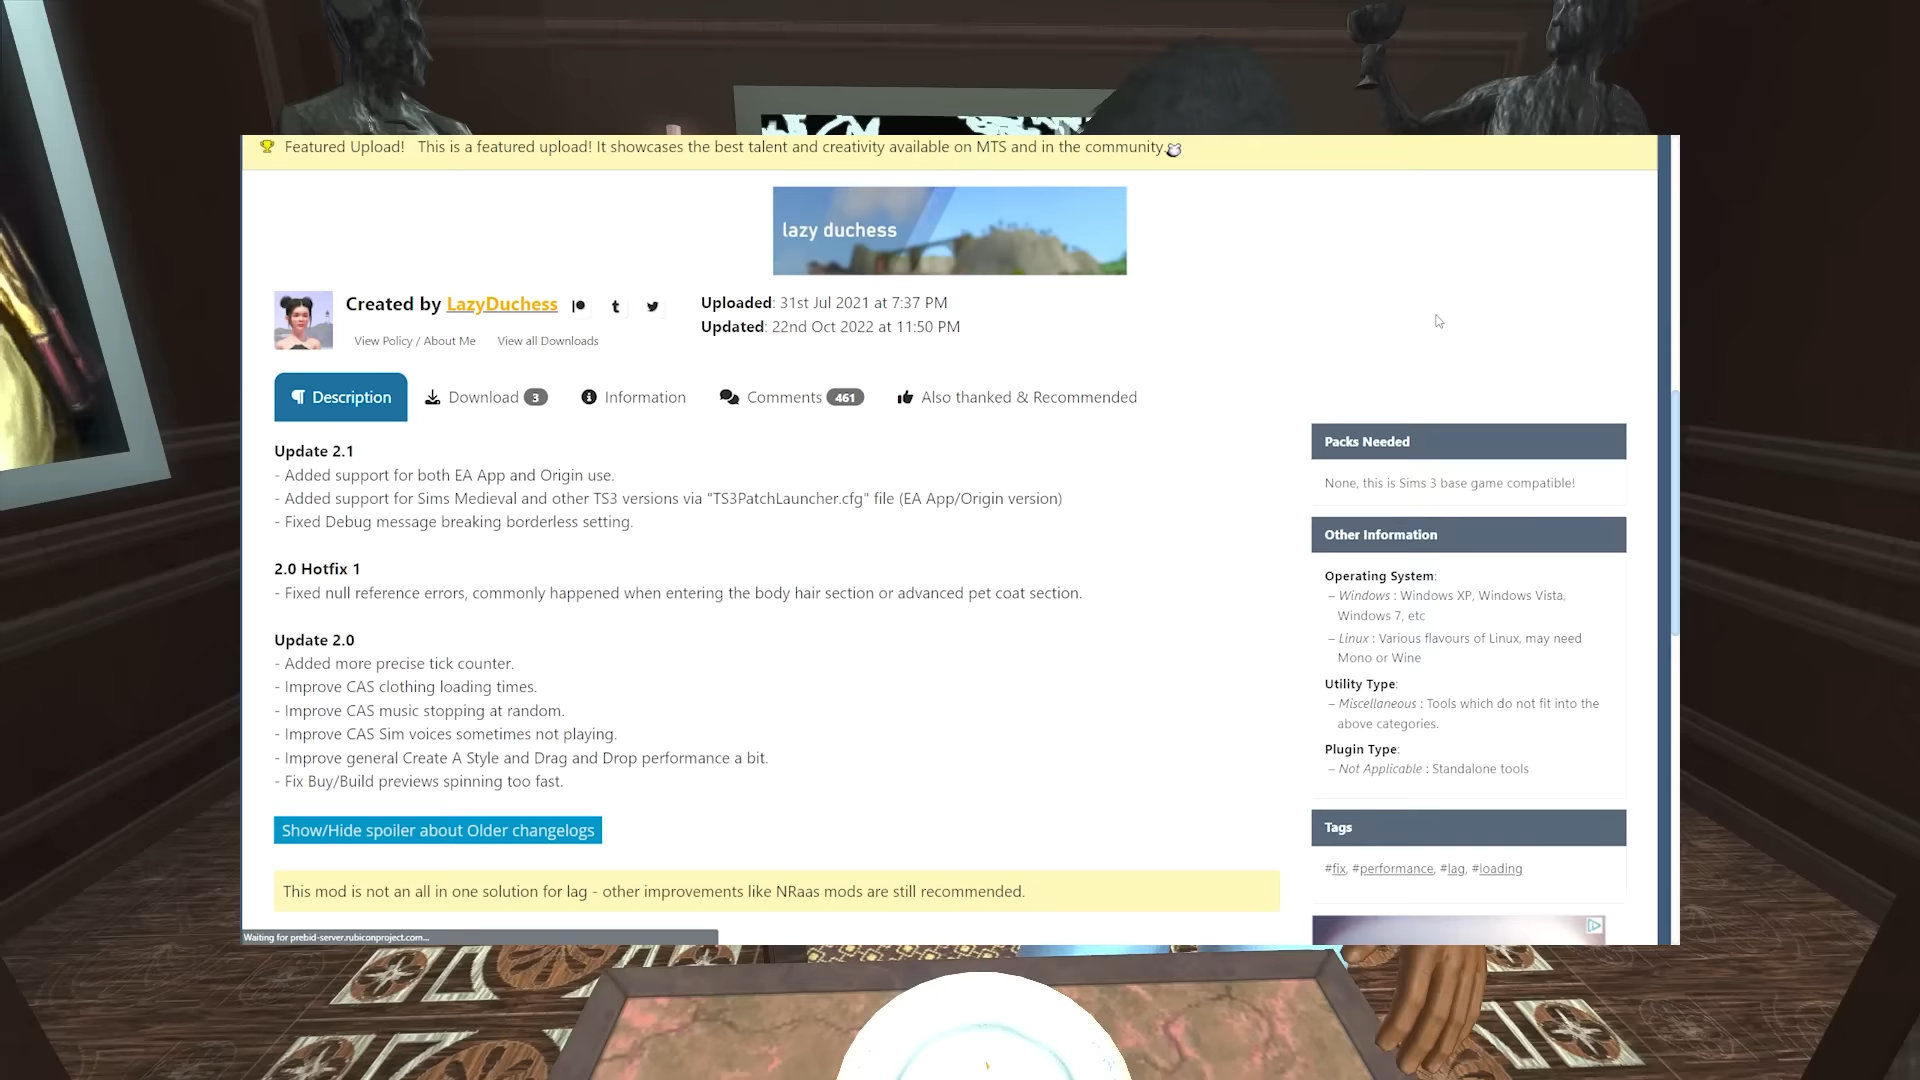 Featured Upload! This is a featured upload! It showcases the best talent and creativity available on MTS and in the community.
lazy duchess
Created by LazyDuchess
View Policy / About Me View all Downloads
Uploaded: 31st Jul 2021 at 7:37 PM
Updated: 22nd Oct 2022 at 11:50 PM
Description Download 3 Information Comments 461 Also thanked & Recommended
Update 2.1
- Added support for both EA App and Origin use.
- Added support for Sims Medieval and other TS3 versions via "TS3PatchLauncher.cfg" file (EA App/Origin version)
- Fixed Debug message breaking borderless setting.
2.0 Hotfix 1
- Fixed null reference errors, commonly happened when entering the body hair section or advanced pet coat section.
Update 2.0
- Added more precise tick counter.
- Improve CAS clothing loading times.
- Improve CAS music stopping at random.
- Improve CAS Sim voices sometimes not playing.
- Improve general Create A Style and Drag and Drop performance a bit.
- Fix Buy/Build previews spinning too fast.
Show/Hide spoiler about Older changelogs
This mod is not an all in one solution for lag - other improvements like NRaas mods are still recommended.
Waiting for prebid-server.rubiconproject.com...
Packs Needed
None, this is Sims 3 base game compatible!
Other Information
Operating System:
– Windows : Windows XP, Windows Vista,
Windows 7, etc
– Linux : Various flavours of Linux, may need
Mono or Wine
Utility Type:
– Miscellaneous : Tools which do not fit into the
above categories.
Plugin Type:
– Not Applicable : Standalone tools
Tags
#fix, #performance, #lag, #loading